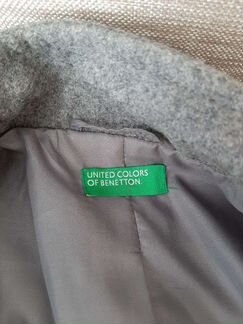 UNITED COLORS
OF BENETTON.